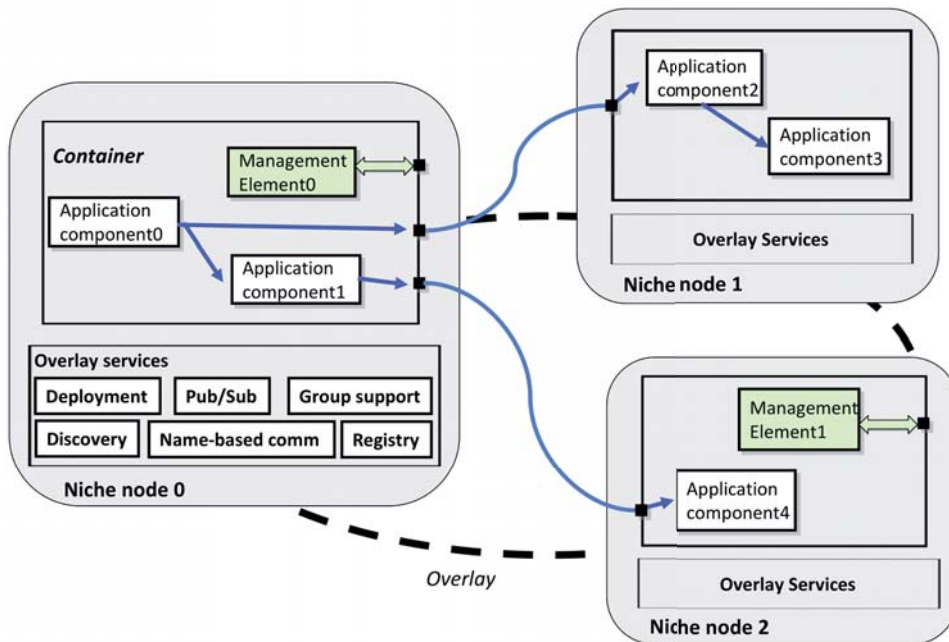 Container
Management
Element0
Application
component0
Application
component1
Overlay services
Deployment
Pub/Sub
Group support
Discovery
Name-based comm
Registry
Niche node 0
Application
component2
Application
component3
Overlay Services
Niche node 1
Management
Element1
Application
component4
Overlay Services
Niche node 2
Overlay